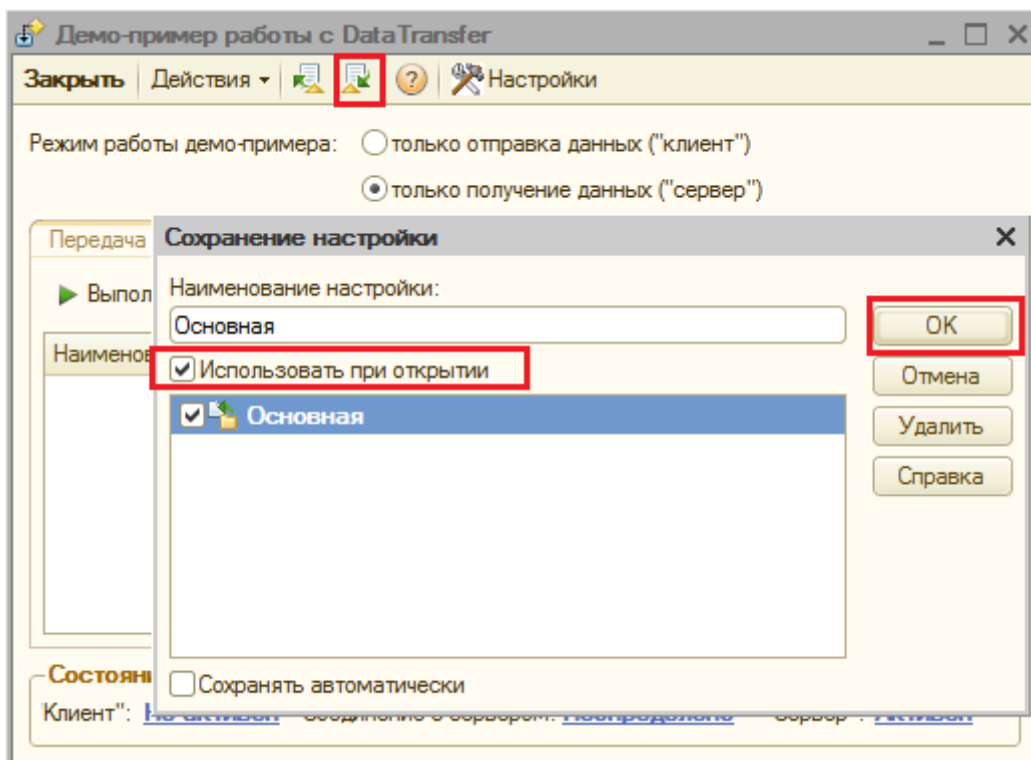 Демо-пример работы с DataTransfer
Закрыть Действия Настройки
Режим работы демо-примера: только отправка данных ("клиент")
только получение данных ("сервер")
Передача
Сохранение настройки
Выпол
Наименование настройки:
Основная
OK
Наименов
Использовать при открытии
Отмена
Основная
Удалить
Справка
Состояни
Сохранять автоматически
Клиент":